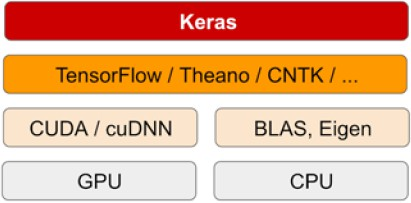 Keras
TensorFlow / Theano / CNTK / ...
CUDA / cuDNN
BLAS, Eigen
GPU
CPU